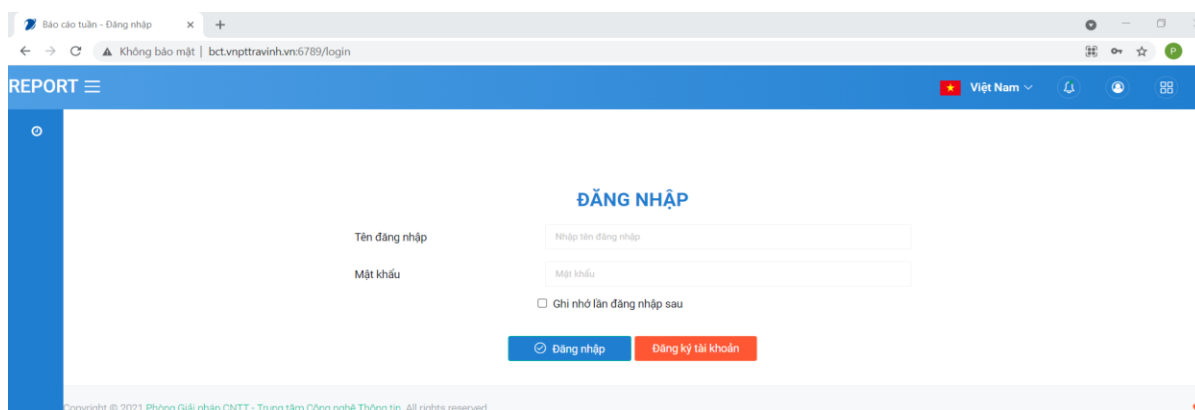 Báo cáo tuần - Đăng nhập
Không bảo mật | bct.vnpttravinh.vn:6789/login
P
REPORT
Việt Nam
ĐĂNG NHẬP
Tên đăng nhập
Nhập tên đăng nhập
Mật khẩu
Mật khẩu
Ghi nhớ lần đăng nhập sau
Đăng nhập
Đăng ký tài khoản
Copyright © 2021 Phòng Giải pháp CNTT - Trung tâm Công nghệ Thông tin. All rights reserved.